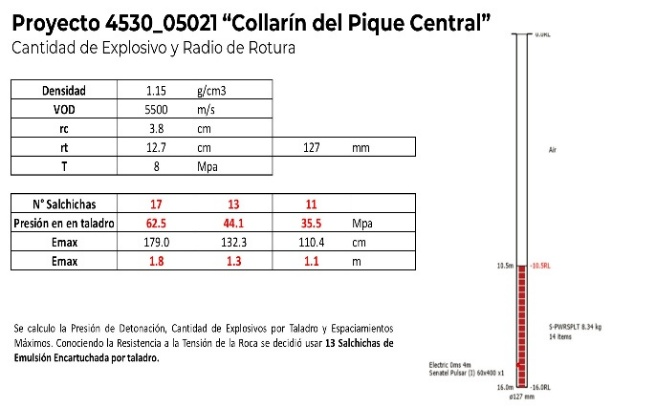 Proyecto 4530_05021 “Collarín del Pique Central”
Cantidad de Explosivo y Radio de Rotura
Densidad 1.15 g/cm3
VOD 5500 m/s
rc 3.8 cm
rt 12.7 cm 127 mm
T 8 Mpa
N° Salchichas 17 13 11
Presión en en taladro 62.5 44.1 35.5 Mpa
Emax 179.0 132.3 110.4 cm
Emax 1.8 1.3 1.1 m
Se calculo la Presión de Detonación, Cantidad de Explosivos por Taladro y Espaciamientos
Máximos. Conociendo la Resistencia a la Tensión de la Roca se decidió usar 13 Salchichas de
Emulsión Encartuchada por taladro.
0.0RL
Air
10.5m -10.5RL
S-PWRSPLT 8.34 kg
14 items
Electric 0ms 4m
Senatel Pulsar (I) 60x400 x1
16.0m -16.0RL
ø127 mm